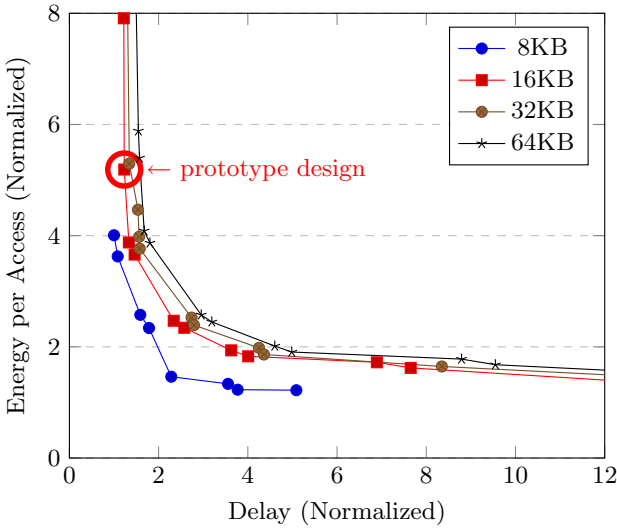 8
8KB
16KB
32KB
64KB
6
← prototype design
4
2
0
0 2 4 6 8 10 12
Energy per Access (Normalized)
Delay (Normalized)